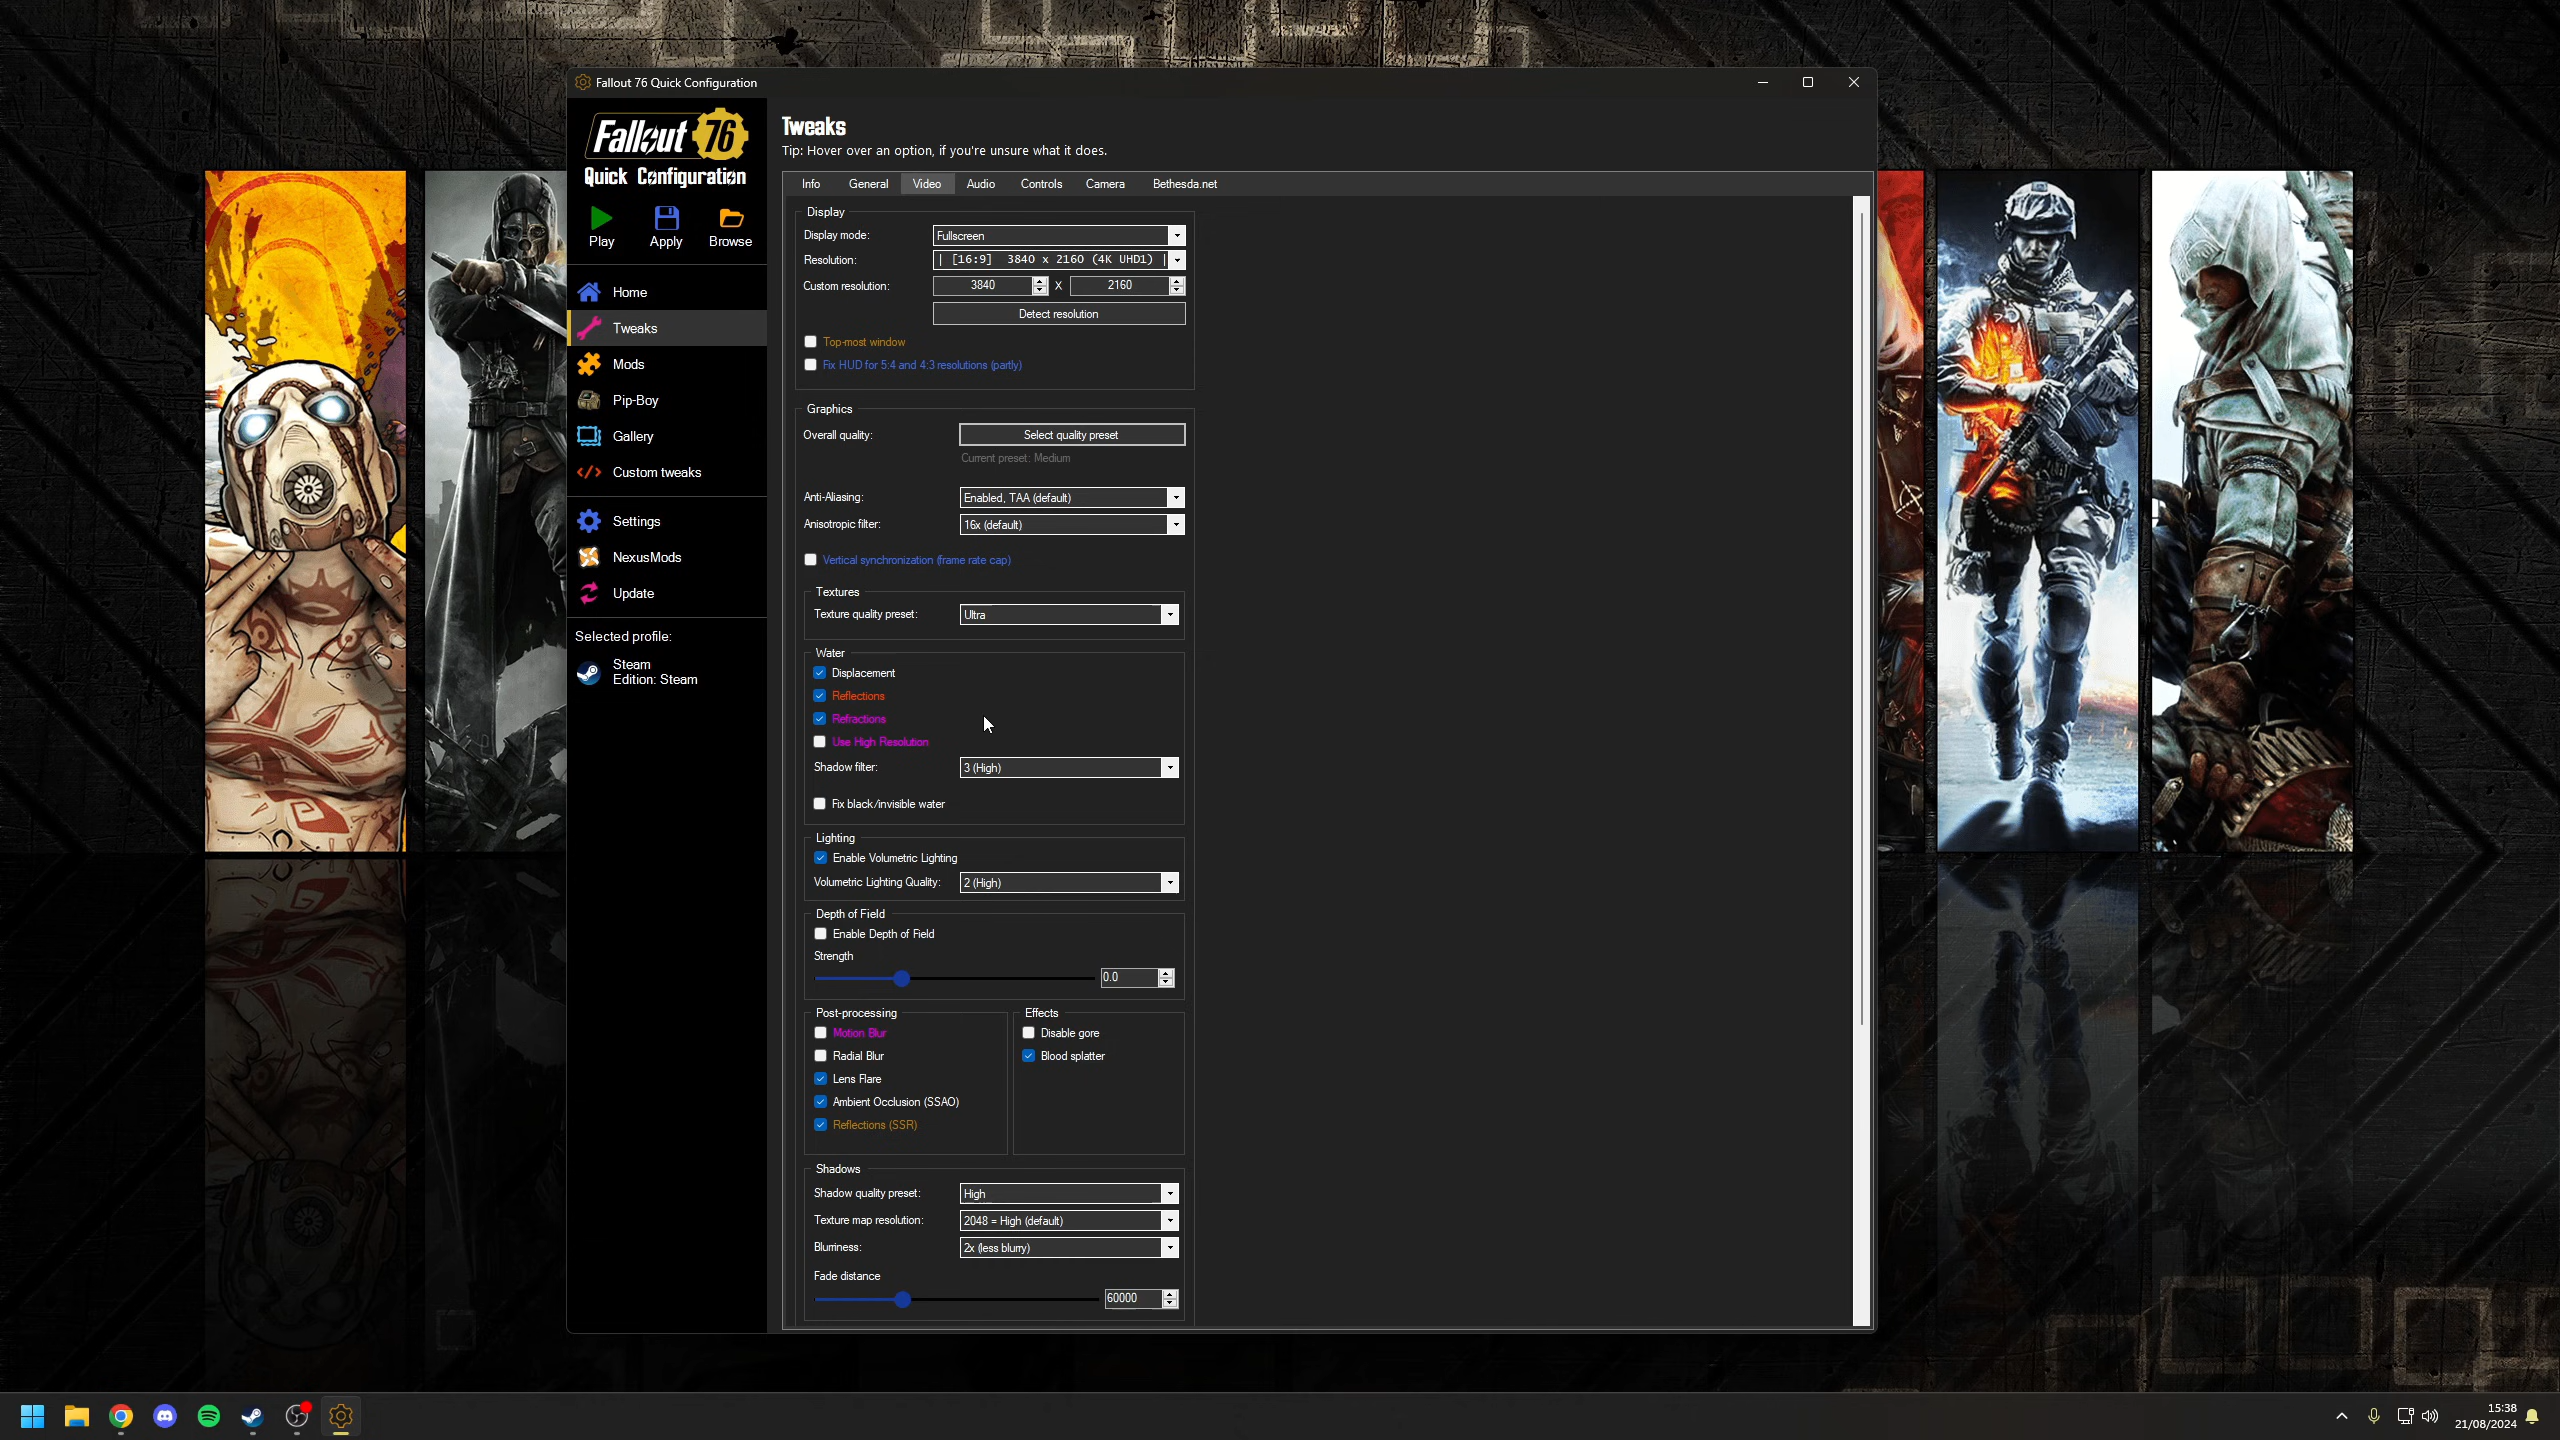 Fallout 76 Quick Configuration
Fallout 76
Quick Configuration
Play
Apply
Browse
Home
Tweaks
Mods
Pip-Boy
Gallery
Custom tweaks
Settings
NexusMods
Update
Selected profile:
Steam
Edition: Steam
Tweaks
Tip: Hover over an option, if you're unsure what it does.
Info General Video Audio Controls Camera Bethesda.net
Display
Display mode: Fullscreen
Resolution: | [16:9] 3840 x 2160 (4K UHD1) |
Custom resolution: 3840 X 2160
Detect resolution
Top-most window
Fix HUD for 5:4 and 4:3 resolutions (partly)
Graphics
Overall quality: Select quality preset
Current preset: Medium
Anti-Aliasing: Enabled, TAA (default)
Anisotropic filter: 16x (default)
Vertical synchronization (frame rate cap)
Textures
Texture quality preset: Ultra
Water
Displacement
Reflections
Refractions
Use High Resolution
Shadow filter: 3 (High)
Fix black/invisible water
Lighting
Enable Volumetric Lighting
Volumetric Lighting Quality: 2 (High)
Depth of Field
Enable Depth of Field
Strength
0.0
Post-processing
Motion Blur
Radial Blur
Lens Flare
Ambient Occlusion (SSAO)
Reflections (SSR)
Effects
Disable gore
Blood splatter
Shadows
Shadow quality preset: High
Texture map resolution: 2048 = High (default)
Blurriness: 2x (less blurry)
Fade distance
60000
15:38
21/08/2024